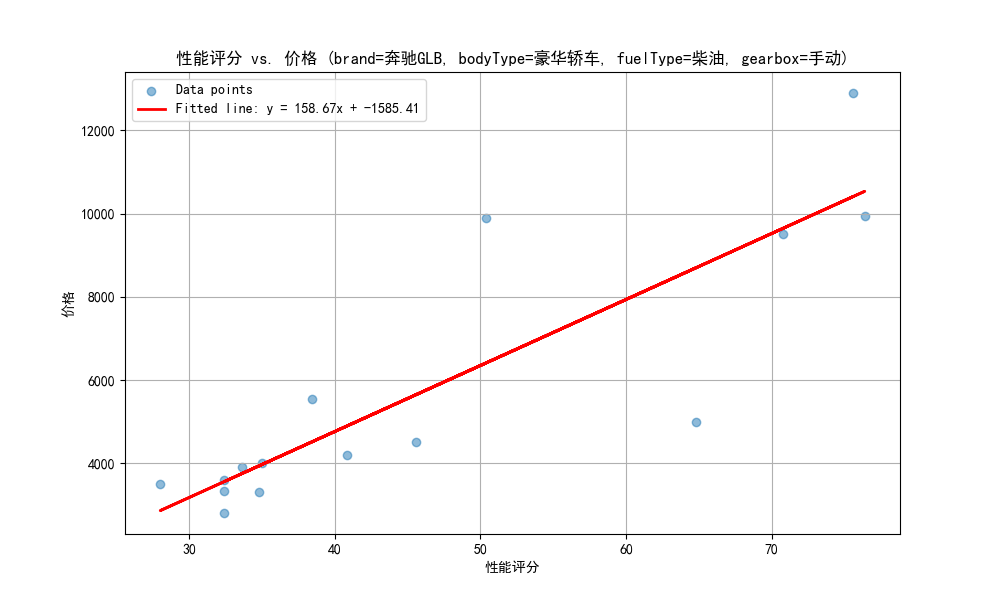 性能评分 vs. 价格 (brand=奔驰GLB, bodyType=豪华轿车, fuelType=柴油, gearbox=手动)
Data points
Fitted line: y = 158.67x + -1585.41
12000
10000
8000
6000
4000
价格
30 40 50 60 70
性能评分